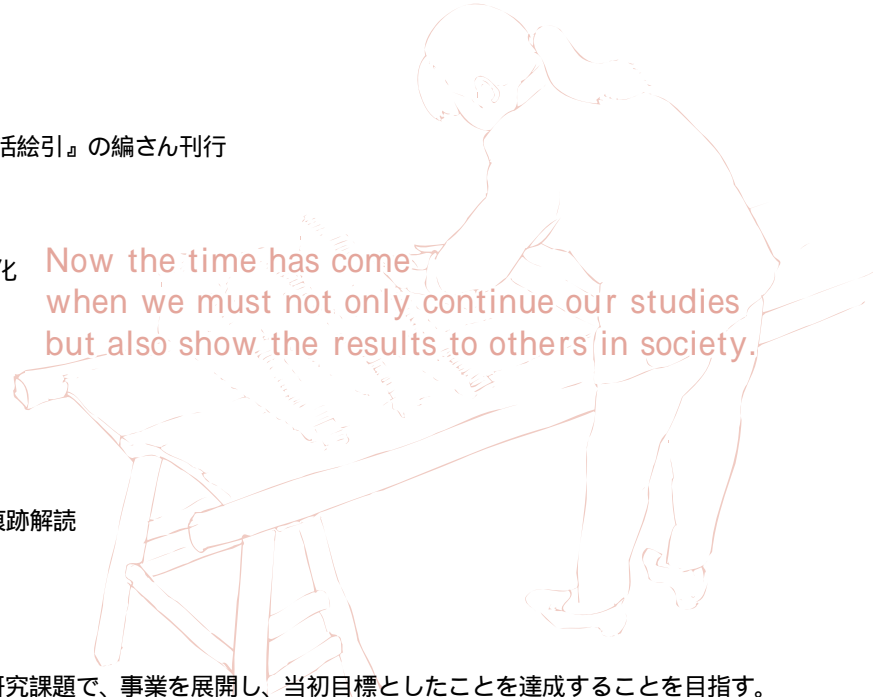 活絵引』の編さん刊行
化
Now the time has come
when we must not only continue our studies
but also show the results to others in society.
痕跡解読
研究課題で、事業を展開し、当初目標としたことを達成することを目指す。